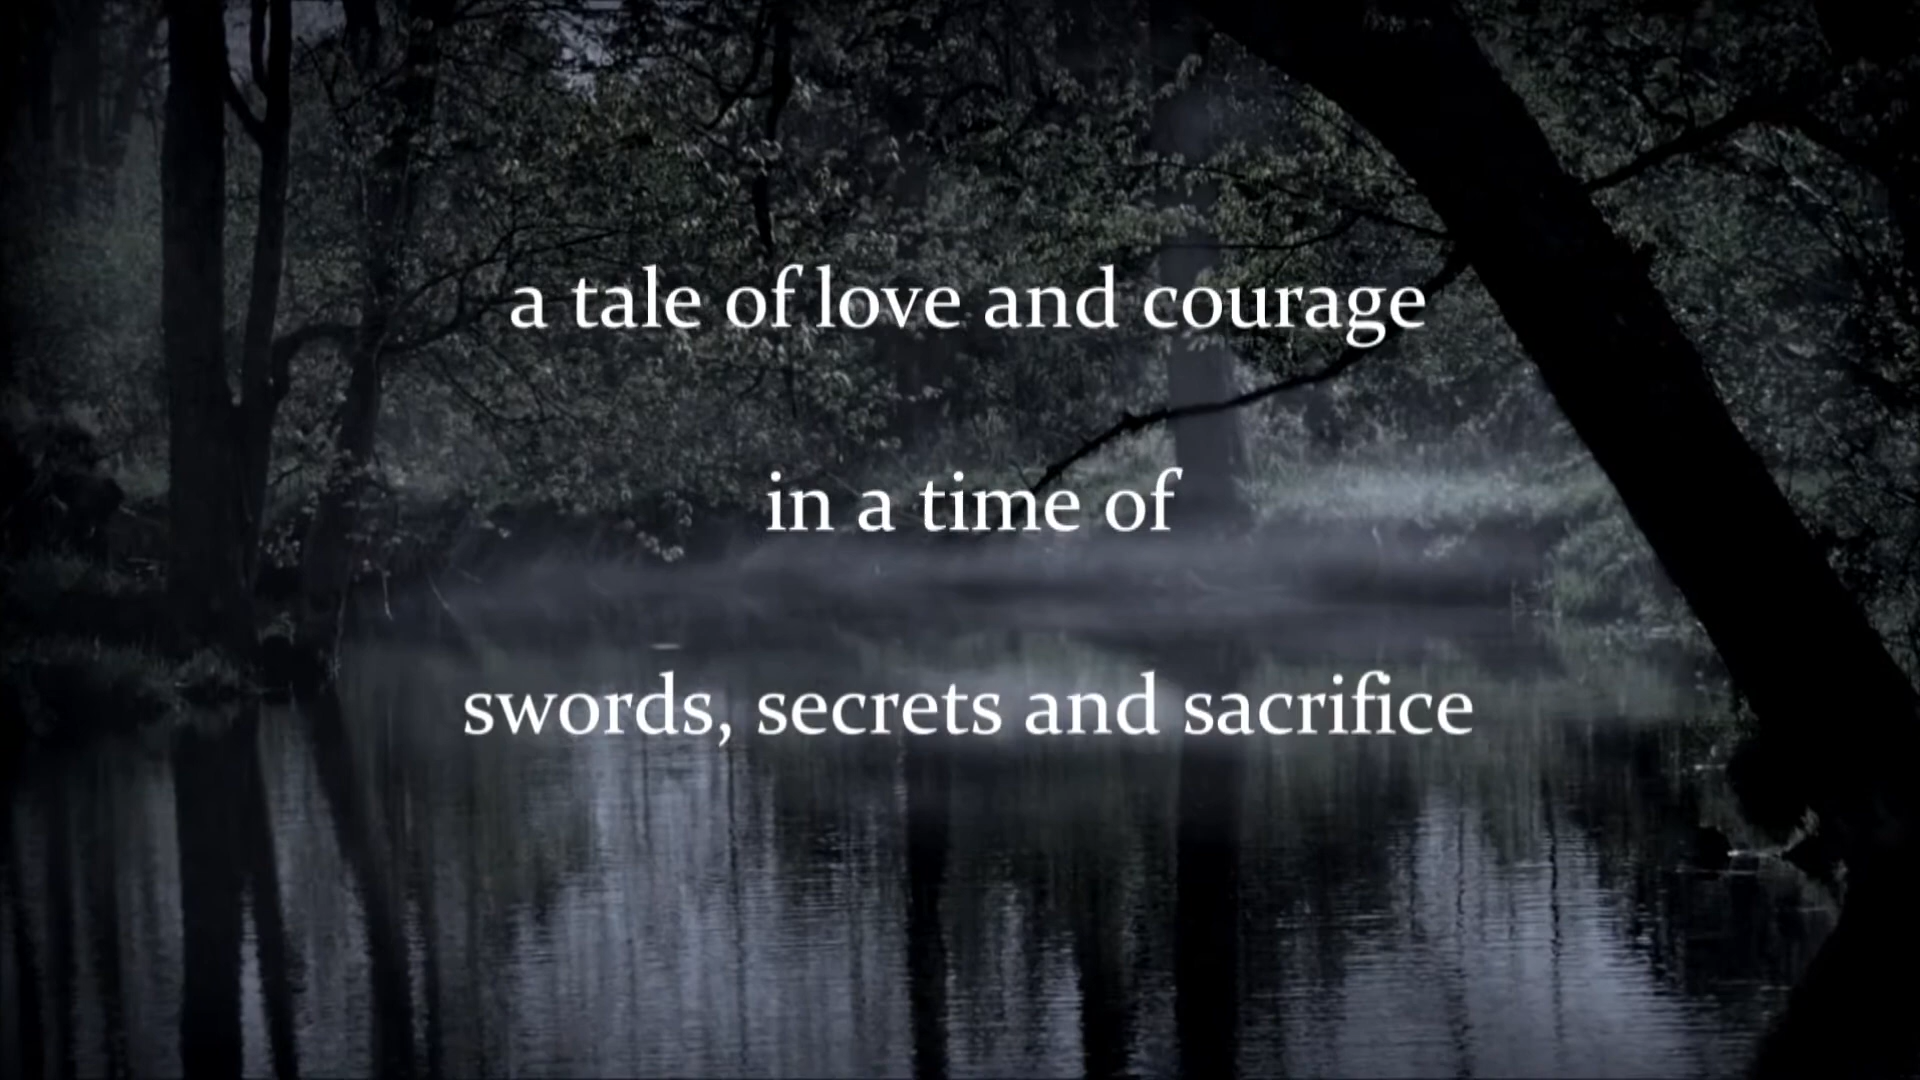 a tale of love and courage
in a time of
swords, secrets and sacrifice